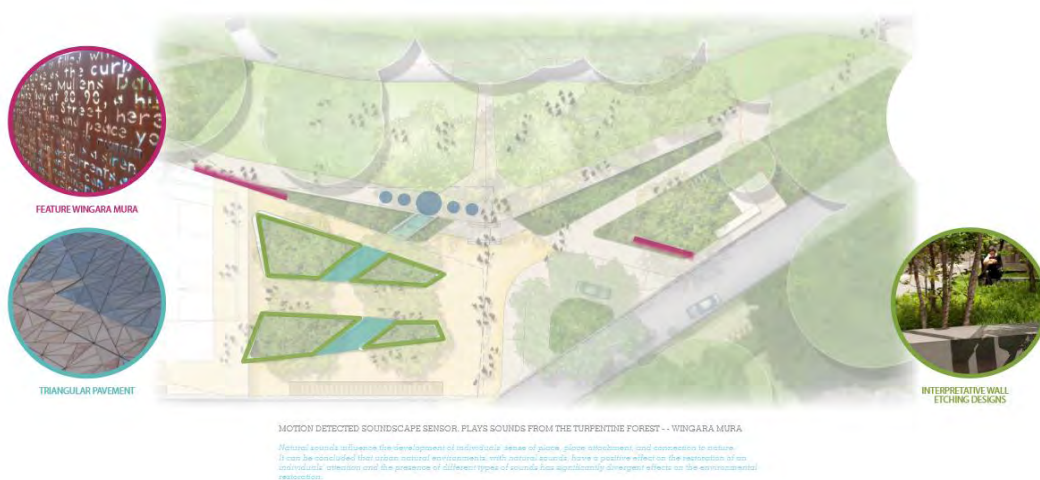 FEATURE WINGARA MURA
TRIANGULAR PAVEMENT
INTERPRETATIVE WALL
ETCHING DESIGNS
MOTION DETECTED SOUNDSCAPE SENSOR. PLAYS SOUNDS FROM THE TURPENTINE FOREST - - WINGARA MURA
Natural sounds influence the development of individuals' sense of place, place attachment, and connection to nature.
It can be concluded that urban natural environments, with natural sounds, have a positive effect on the restoration of an
individuals' attention and the presence of different types of sounds has significantly divergent effects on the environmental
restoration.